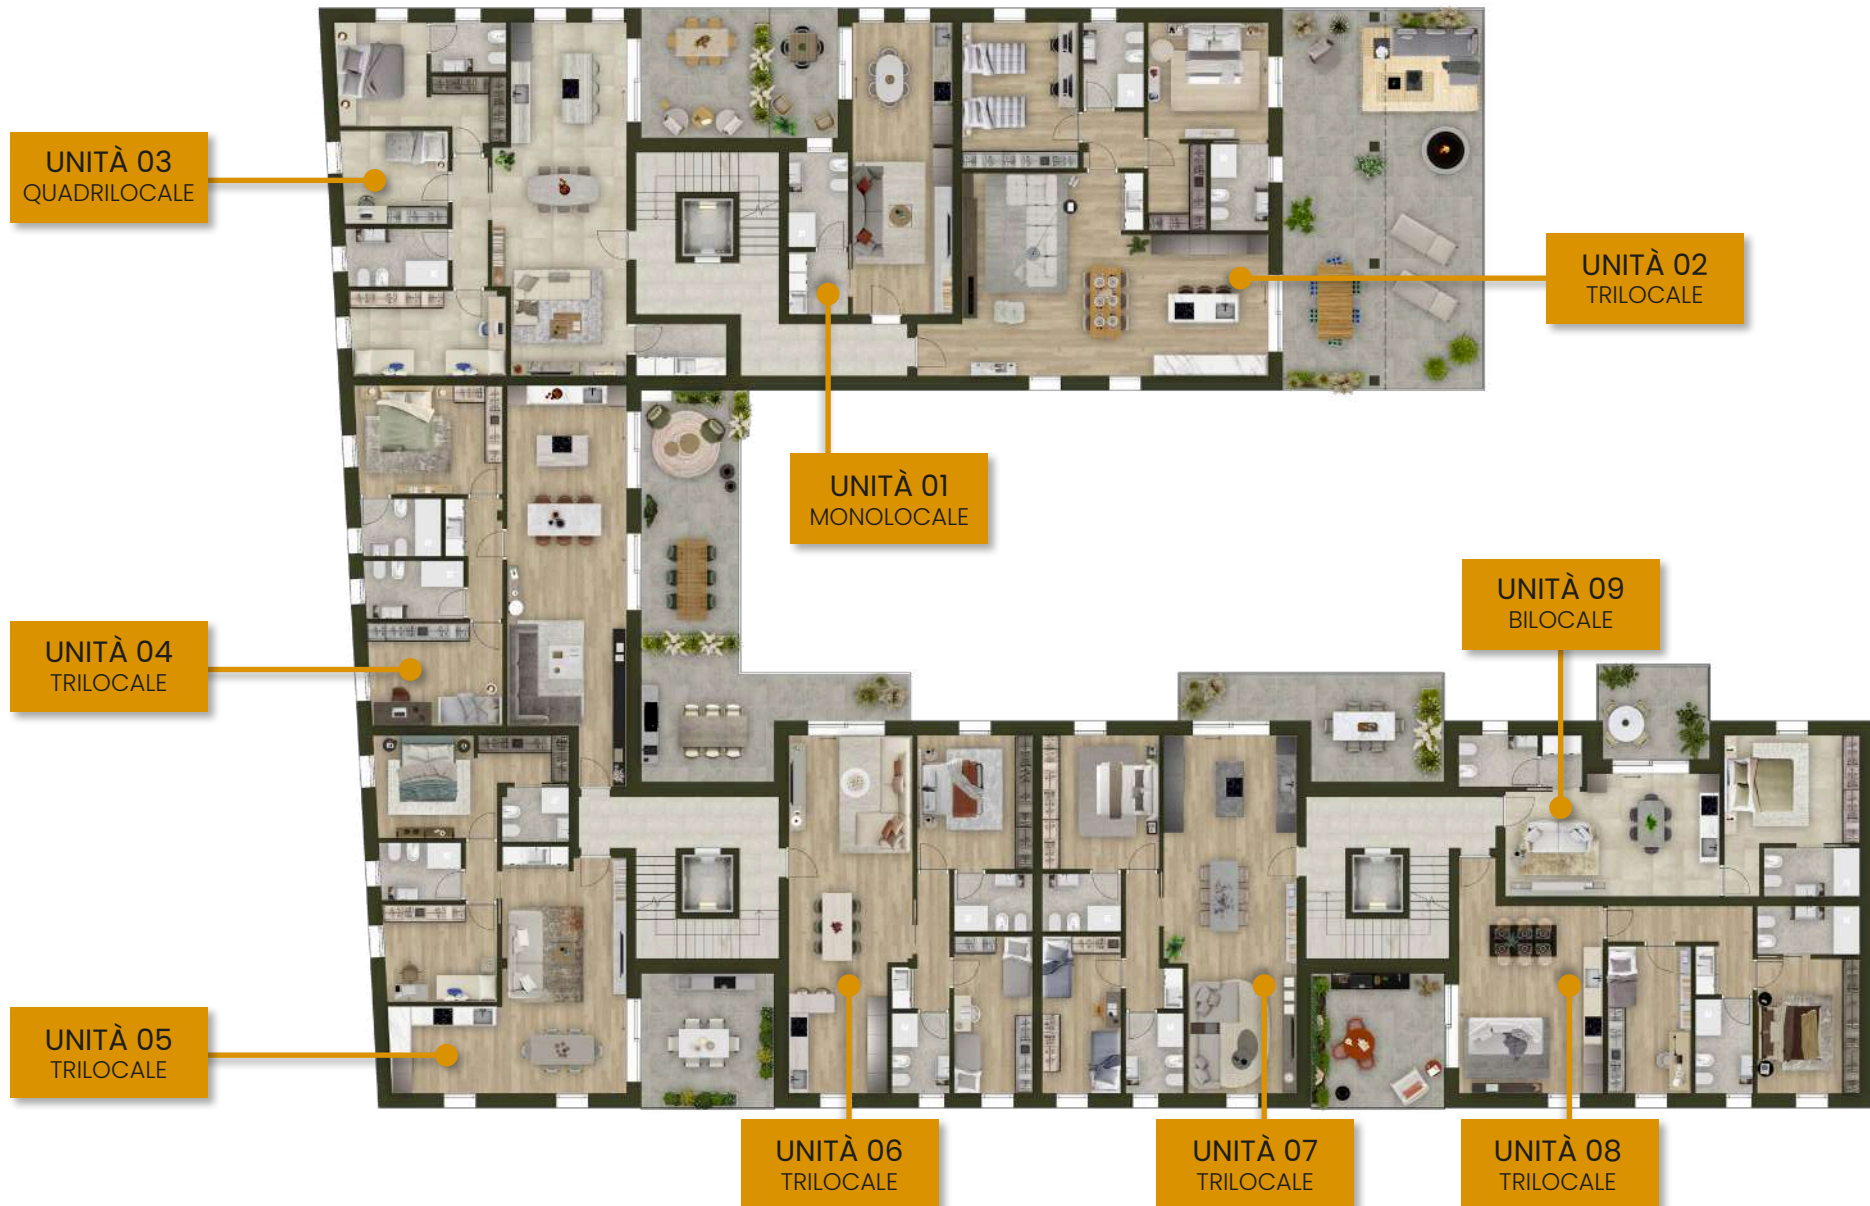 UNITÀ 03
QUADRILOCALE
UNITÀ 02
TRILOCALE
UNITÀ 01
MONOLOCALE
UNITÀ 09
BILOCALE
UNITÀ 04
TRILOCALE
UNITÀ 05
TRILOCALE
UNITÀ 06
TRILOCALE
UNITÀ 07
TRILOCALE
UNITÀ 08
TRILOCALE